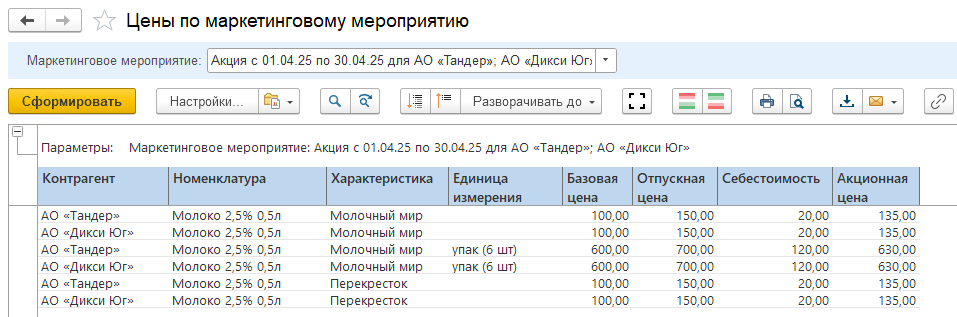 Цены по маркетинговому мероприятию
Маркетинговое мероприятие: Акция с 01.04.25 по 30.04.25 для АО «Тандер»; АО «Дикси Юг»
Сформировать Настройки... Разворачивать до
Параметры: Маркетинговое мероприятие: Акция с 01.04.25 по 30.04.25 для АО «Тандер»; АО «Дикси Юг»
Контрагент Номенклатура Характеристика Единица измерения Базовая цена Отпускная цена Себестоимость Акционная цена
АО «Тандер» Молоко 2,5% 0,5л Молочный мир 100,00 150,00 20,00 135,00
АО «Дикси Юг» Молоко 2,5% 0,5л Молочный мир 100,00 150,00 20,00 135,00
АО «Тандер» Молоко 2,5% 0,5л Молочный мир упак (6 шт) 600,00 700,00 120,00 630,00
АО «Дикси Юг» Молоко 2,5% 0,5л Молочный мир упак (6 шт) 600,00 700,00 120,00 630,00
АО «Тандер» Молоко 2,5% 0,5л Перекресток 100,00 150,00 20,00 135,00
АО «Дикси Юг» Молоко 2,5% 0,5л Перекресток 100,00 150,00 20,00 135,00